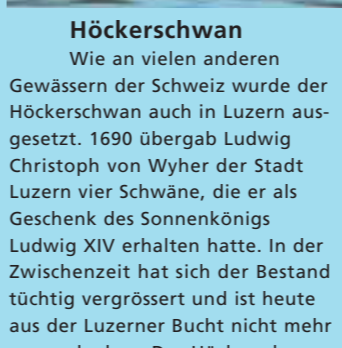 Höckerschwan
Wie an vielen anderen
Gewässern der Schweiz wurde der
Höckerschwan auch in Luzern aus-
gesetzt. 1690 übergab Ludwig
Christoph von Wyher der Stadt
Luzern vier Schwäne, die er als
Geschenk des Sonnenkönigs
Ludwig XIV erhalten hatte. In der
Zwischenzeit hat sich der Bestand
tüchtig vergrössert und ist heute
aus der Luzerner Bucht nicht mehr